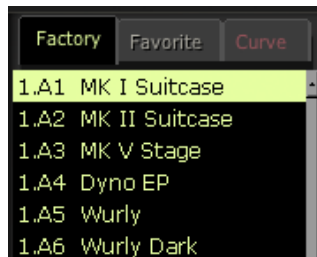 Factory Favorite Curve
1.A1 MK I Suitcase
1.A2 MK II Suitcase
1.A3 MK V Stage
1.A4 Dyno EP
1.A5 Wurly
1.A6 Wurly Dark